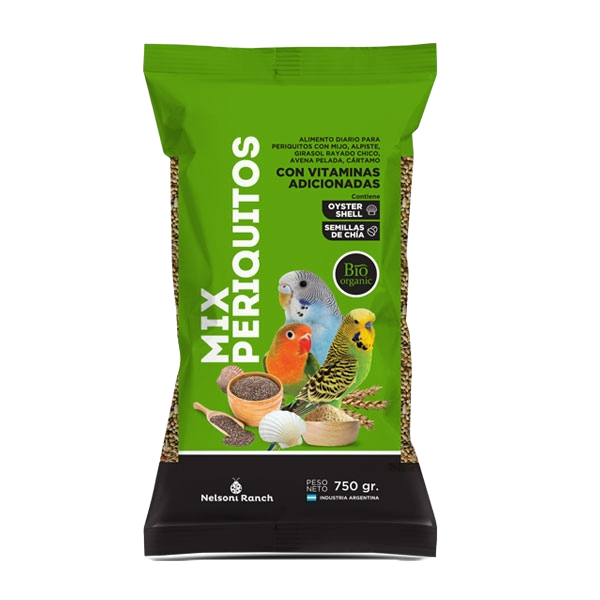 ALIMENTO DIARIO PARA
PERIQUITOS CON MIJO, ALPISTE,
GIRASOL RAYADO CHICO,
AVENA PELADA, CÁRTAMO
CON VITAMINAS
ADICIONADAS
Contiene
OYSTER
SHELL
SEMILLAS
DE CHÍA
Bio
organic
MIX
PERIQUITOS
Nelsoni Ranch
PESO
NETO 750 gr.
INDUSTRIA ARGENTINA